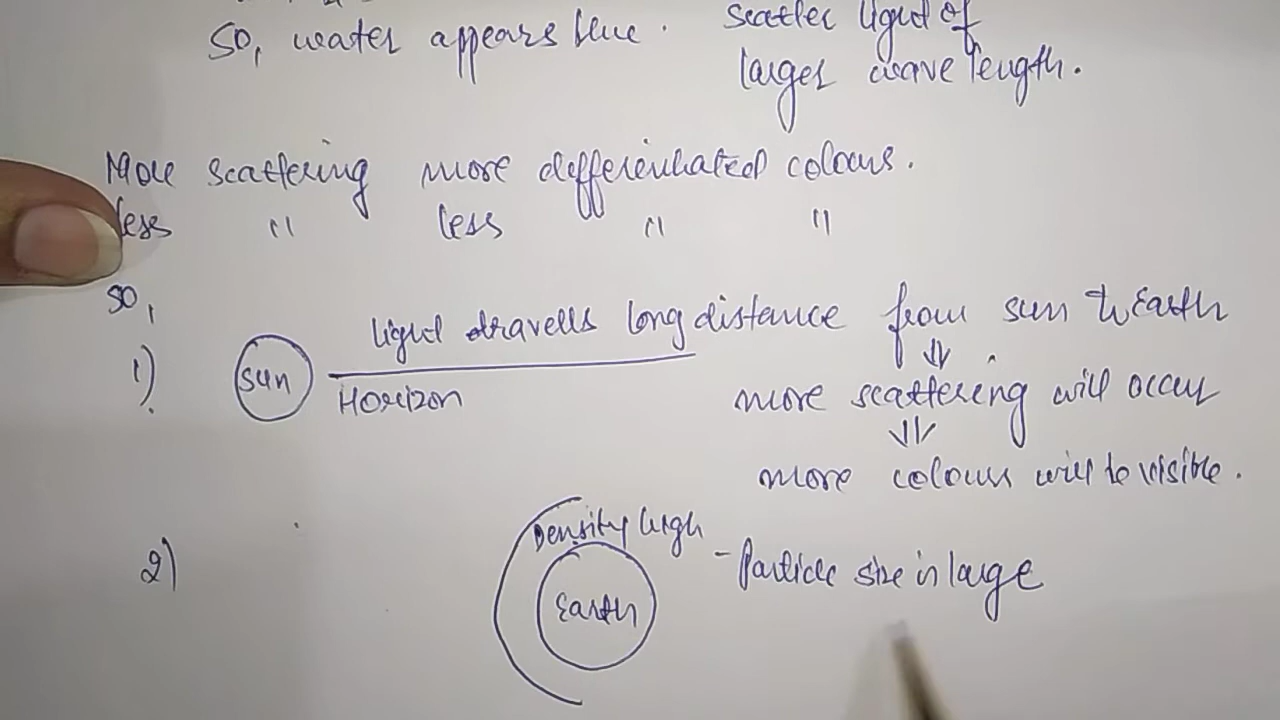 So, water appears blue.
Scatter light of
larger wave length.
More scattering more differentiated colours.
less " less " "
so,
1)
sun
light travells long distance from sun to Earth
Horizon
⇓
more scattering will occur
⇓
more colours will be visible.
2)
Density high
Earth
- Particle size is large